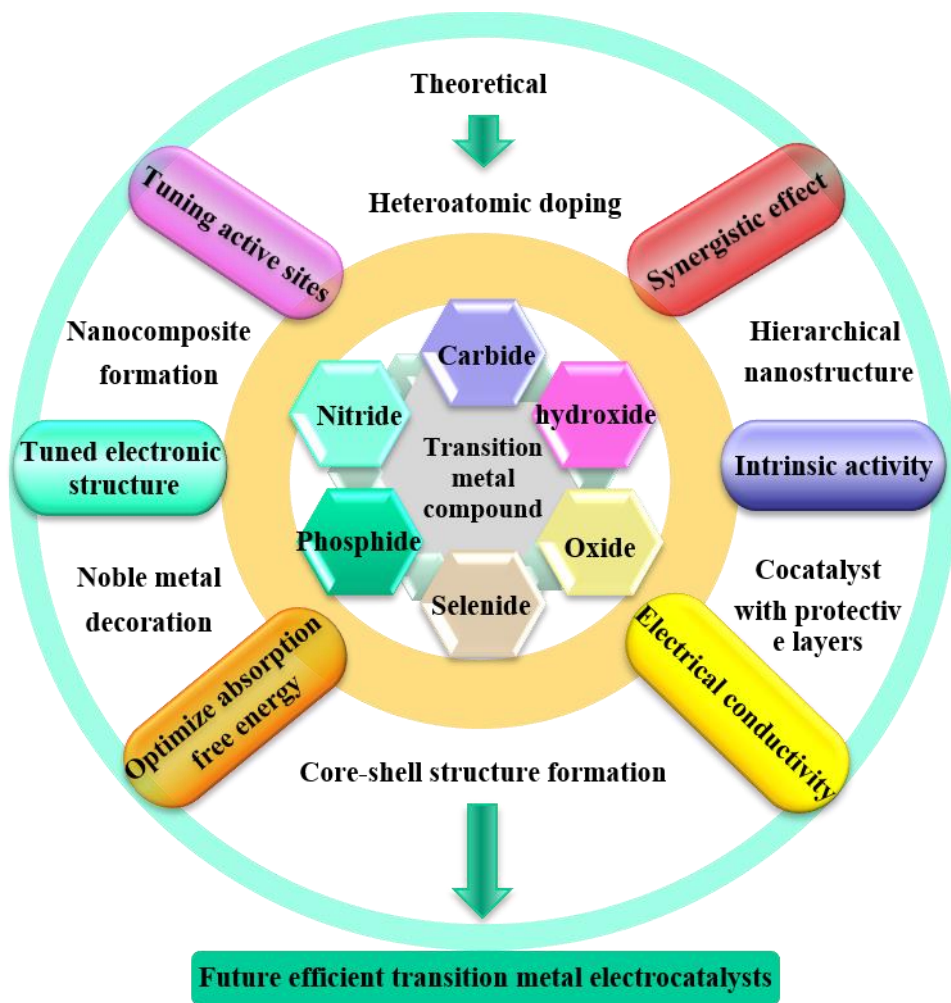 Theoretical
Heteroatomic doping
Tuning active sites
Synergistic effect
Nanocomposite
formation
Hierarchical
nanostructure
Carbide
Nitride
hydroxide
Transition
metal
compound
Tuned electronic
structure
Intrinsic activity
Phosphide
Oxide
Selenide
Noble metal
decoration
Cocatalyst
with protectiv
e layers
Optimize absorption
free energy
Electrical conductivity
Core-shell structure formation
Future efficient transition metal electrocatalysts